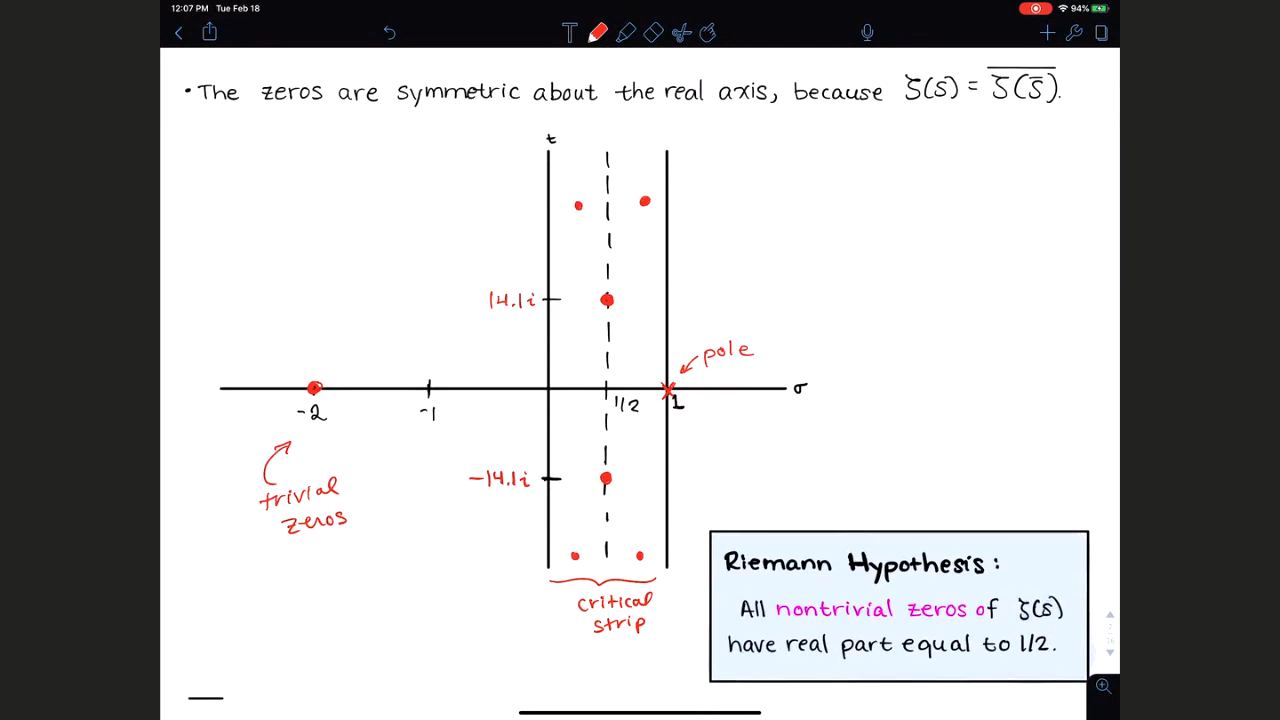 12:07 PM Tue Feb 18
94%
• The zeros are symmetric about the real axis, because ζ(s) = \overline{ζ(\overline{s})}.
t
14.1i
pole
σ
-2
-1
1/2
1
-14.1i
trivial
zeros
critical
strip
Riemann Hypothesis:
All nontrivial zeros of ζ(s)
have real part equal to 1/2.